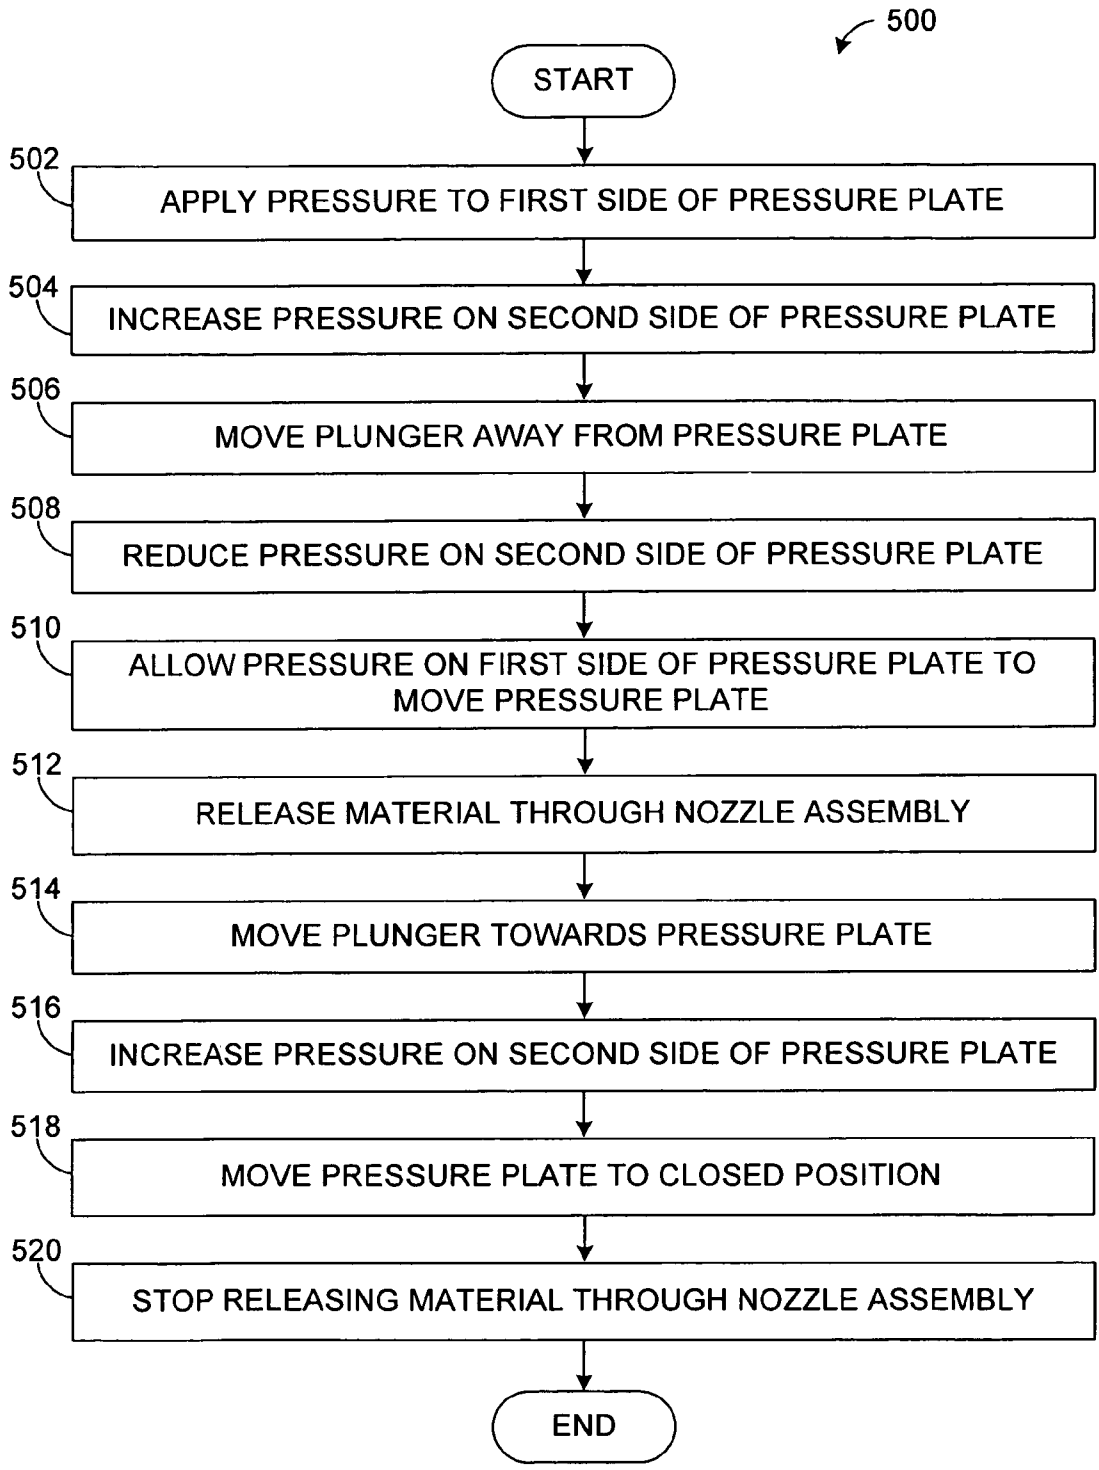 500
START
502
APPLY PRESSURE TO FIRST SIDE OF PRESSURE PLATE
504
INCREASE PRESSURE ON SECOND SIDE OF PRESSURE PLATE
506
MOVE PLUNGER AWAY FROM PRESSURE PLATE
508
REDUCE PRESSURE ON SECOND SIDE OF PRESSURE PLATE
510
ALLOW PRESSURE ON FIRST SIDE OF PRESSURE PLATE TO
MOVE PRESSURE PLATE
512
RELEASE MATERIAL THROUGH NOZZLE ASSEMBLY
514
MOVE PLUNGER TOWARDS PRESSURE PLATE
516
INCREASE PRESSURE ON SECOND SIDE OF PRESSURE PLATE
518
MOVE PRESSURE PLATE TO CLOSED POSITION
520
STOP RELEASING MATERIAL THROUGH NOZZLE ASSEMBLY
END